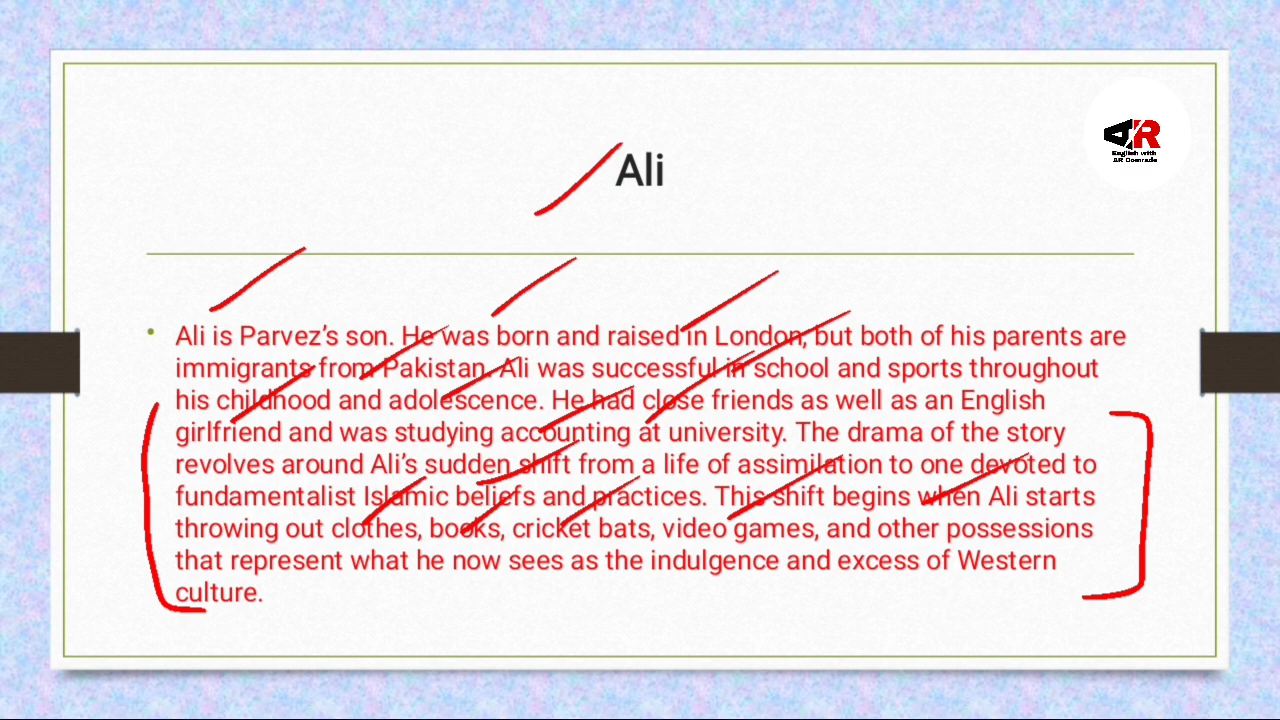 AR
English with
AR Comrade
Ali
• Ali is Parvez’s son. He was born and raised in London, but both of his parents are
immigrants from Pakistan. Ali was successful in school and sports throughout
his childhood and adolescence. He had close friends as well as an English
girlfriend and was studying accounting at university. The drama of the story
revolves around Ali’s sudden shift from a life of assimilation to one devoted to
fundamentalist Islamic beliefs and practices. This shift begins when Ali starts
throwing out clothes, books, cricket bats, video games, and other possessions
that represent what he now sees as the indulgence and excess of Western
culture.